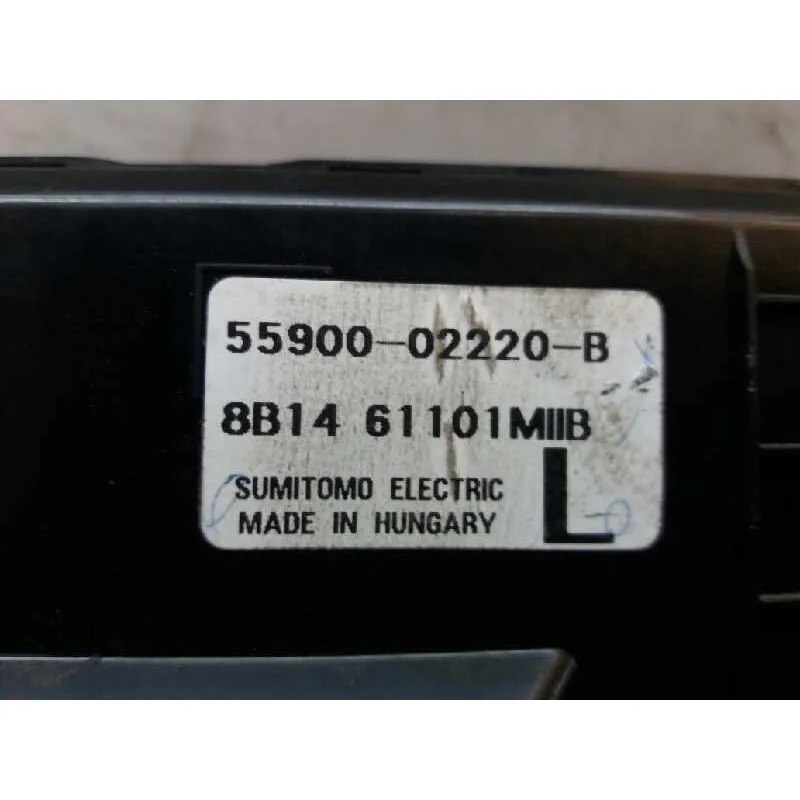 55900-02220-B
8B14 61101MIIB
SUMITOMO ELECTRIC
MADE IN HUNGARY
L